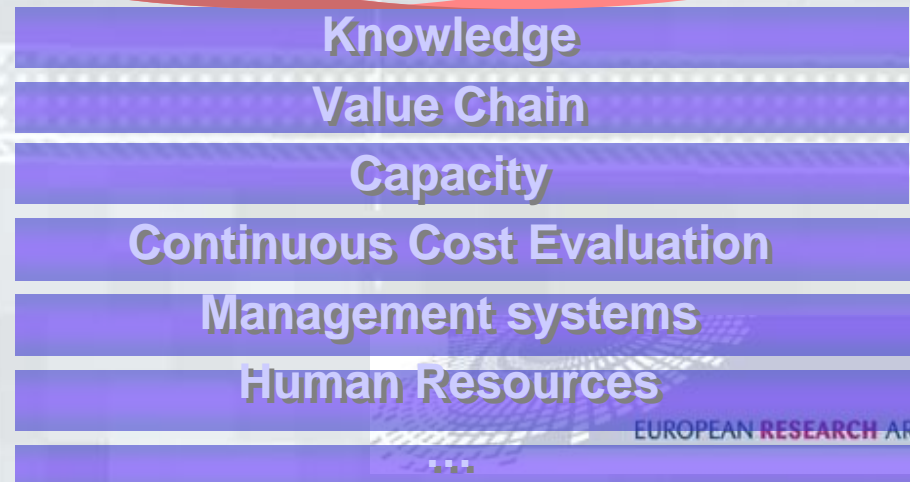 Knowledge
Value Chain
Capacity
Continuous Cost Evaluation
Management systems
Human Resources
EUROPEAN RESEARCH AR
...